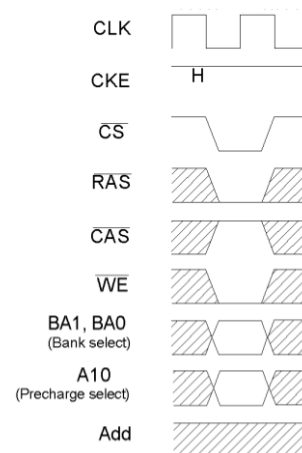 CLK
CKE
H
CS
RAS
CAS
WE
BA1, BA0
(Bank select)
A10
(Precharge select)
Add